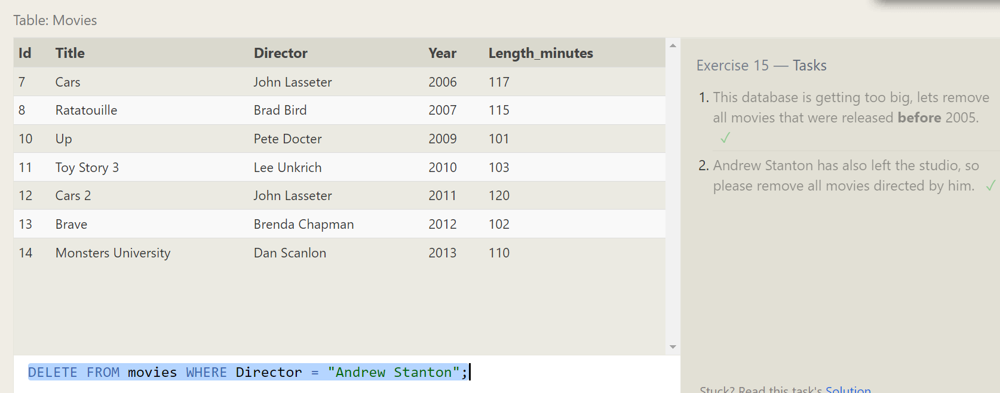 Table: Movies
Id Title Director Year Length_minutes
7 Cars John Lasseter 2006 117
8 Ratatouille Brad Bird 2007 115
10 Up Pete Docter 2009 101
11 Toy Story 3 Lee Unkrich 2010 103
12 Cars 2 John Lasseter 2011 120
13 Brave Brenda Chapman 2012 102
14 Monsters University Dan Scanlon 2013 110
DELETE FROM movies WHERE Director = "Andrew Stanton";
Exercise 15 — Tasks
1. This database is getting too big, lets remove
all movies that were released before 2005.
✓
2. Andrew Stanton has also left the studio, so
please remove all movies directed by him. ✓
Stuck? Read this task's Solution